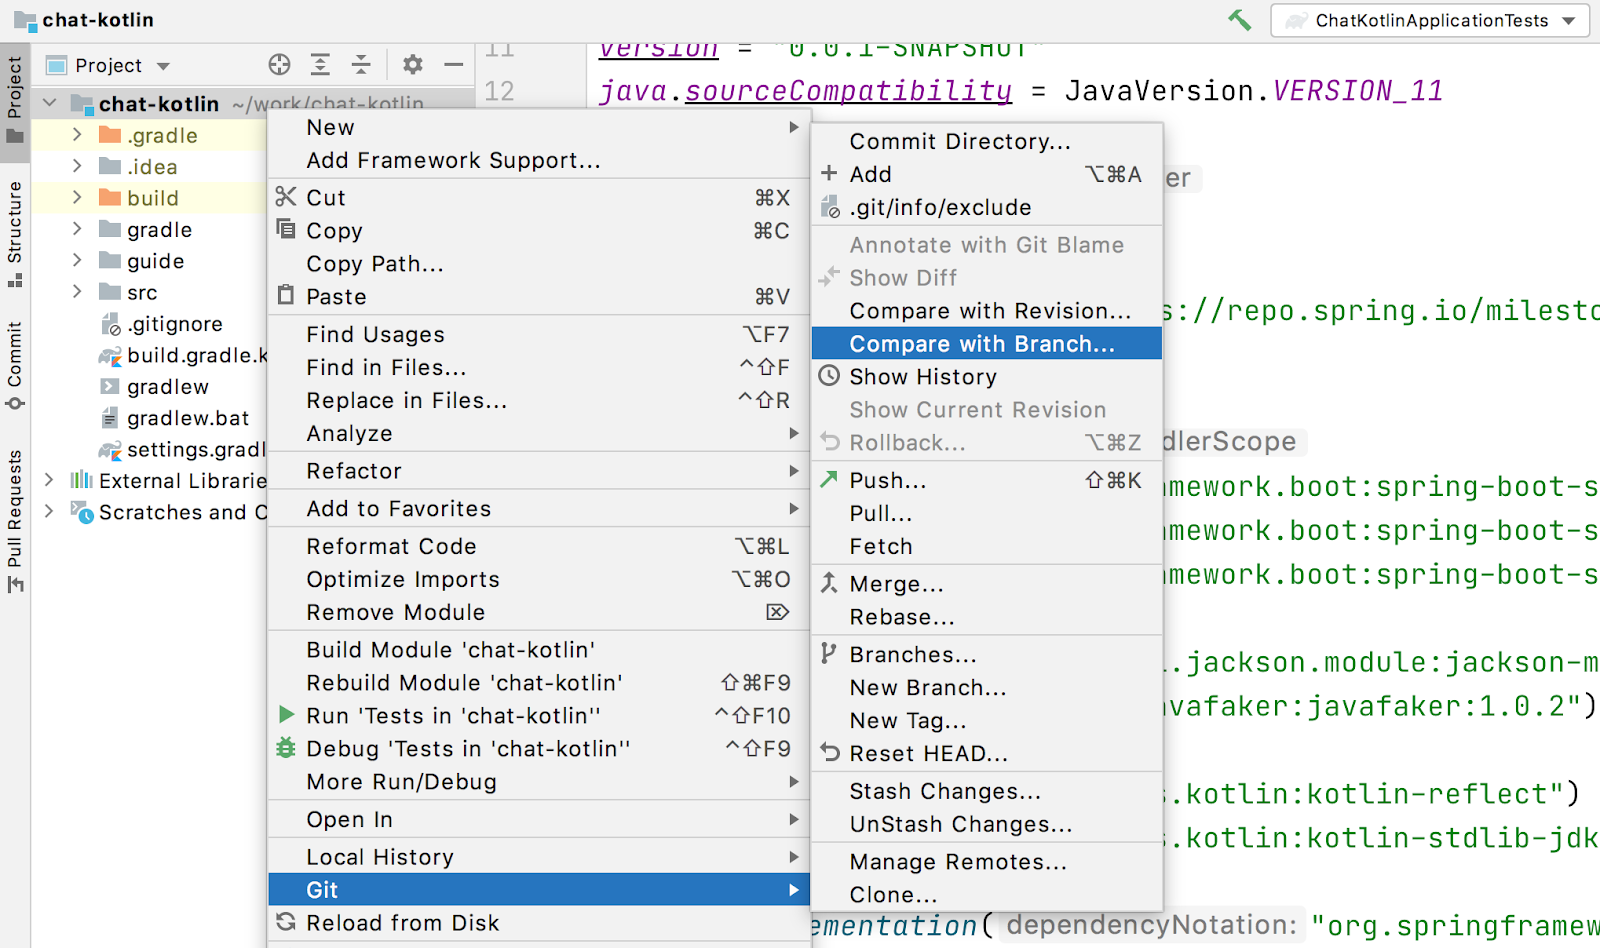 chat-kotlin
ChatKotlinApplicationTests
Project
Structure
Commit
Pull Requests
Project
chat-kotlin ~/work/chat-kotlin
.gradle
.idea
build
gradle
guide
src
.gitignore
build.gradle.k
gradlew
gradlew.bat
settings.gradl
External Librarie
Scratches and C
New
Add Framework Support...
Cut ⌘X
Copy ⌘C
Copy Path...
Paste ⌘V
Find Usages ⌥F7
Find in Files... ^⇧F
Replace in Files... ^⇧R
Analyze
Refactor
Add to Favorites
Reformat Code ⌥⌘L
Optimize Imports ⌥⌘O
Remove Module ⌦
Build Module 'chat-kotlin'
Rebuild Module 'chat-kotlin' ⇧⌘F9
Run 'Tests in 'chat-kotlin'' ^⇧F10
Debug 'Tests in 'chat-kotlin'' ^⇧F9
More Run/Debug
Open In
Local History
Git
Reload from Disk
Commit Directory...
Add ⌥⌘A
.git/info/exclude
Annotate with Git Blame
Show Diff
Compare with Revision...
Compare with Branch...
Show History
Show Current Revision
Rollback... ⌥⌘Z
Push... ⇧⌘K
Pull...
Fetch
Merge...
Rebase...
Branches...
New Branch...
New Tag...
Reset HEAD...
Stash Changes...
UnStash Changes...
Manage Remotes...
Clone...
11 version = "0.0.1-SNAPSHOT"
12 java.sourceCompatibility = JavaVersion.VERSION_11
er
s://repo.spring.io/milesto
dlerScope
mework.boot:spring-boot-s
mework.boot:spring-boot-s
mework.boot:spring-boot-s
.jackson.module:jackson-m
vafaker:javafaker:1.0.2")
s.kotlin:kotlin-reflect")
s.kotlin:kotlin-stdlib-jdk
ementation( dependencyNotation: "org.springframew